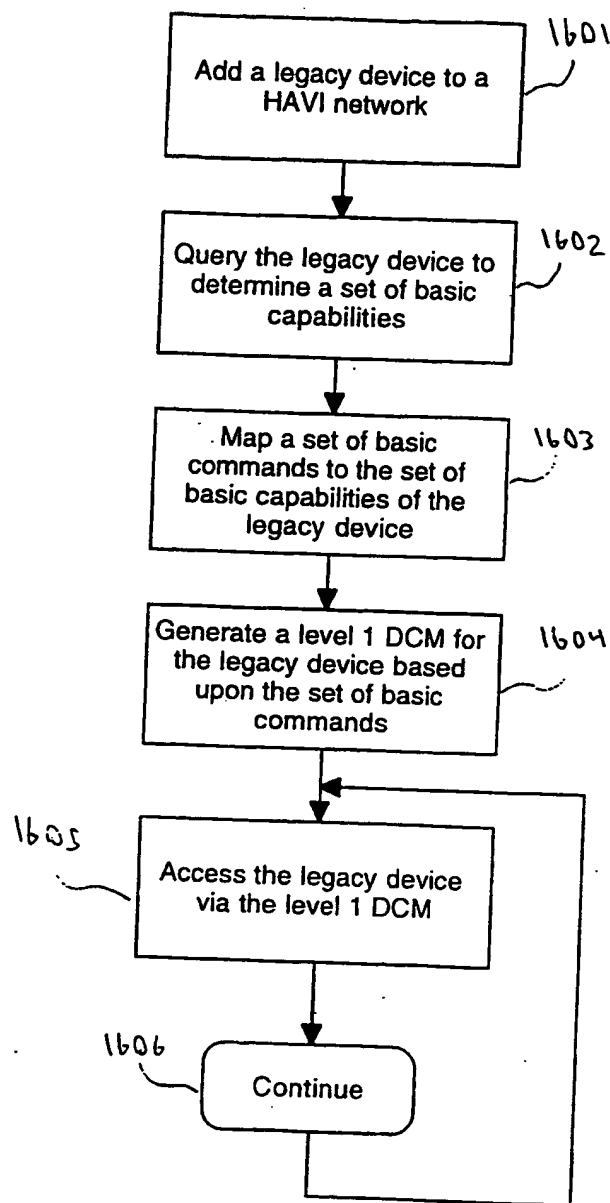 1601
Add a legacy device to a
HAVI network
1602
Query the legacy device to
determine a set of basic
capabilities
1603
Map a set of basic
commands to the set of
basic capabilities of the
legacy device
1604
Generate a level 1 DCM for
the legacy device based
upon the set of basic
commands
1605
Access the legacy device
via the level 1 DCM
1606
Continue